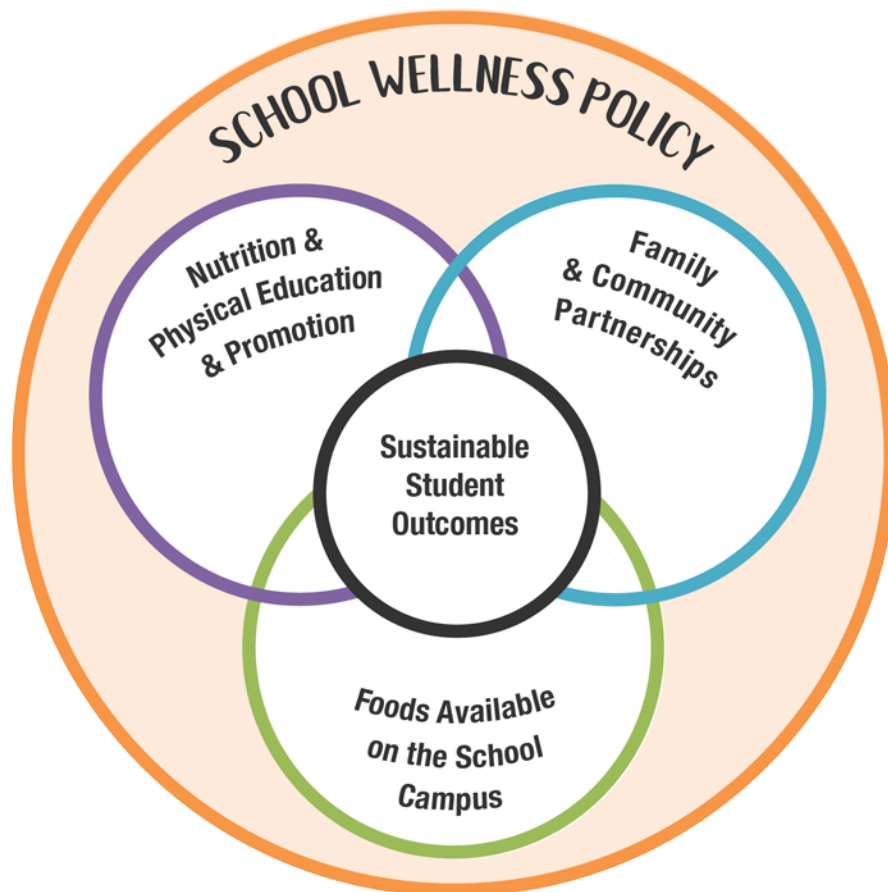 SCHOOL WELLNESS POLICY
Nutrition &
Physical Education
& Promotion
Family
& Community
Partnerships
Sustainable
Student
Outcomes
Foods Available
on the School
Campus